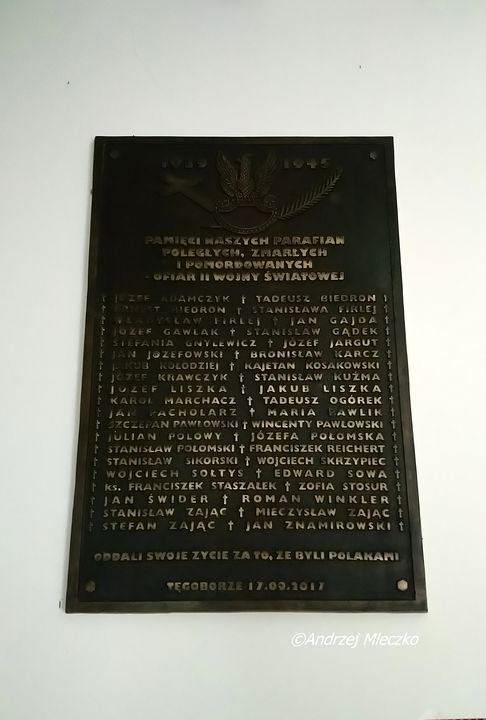 1939 1945
PAMIĘCI NASZYCH PARAFIAN
POLEGŁYCH, ZMARŁYCH
I POMORDOWANYCH
- OFIAR II WOJNY ŚWIATOWEJ
† JÓZEF ADAMCZYK † TADEUSZ BIEDROŃ †
† ERNEST BIEDROŃ † STANISŁAWA FIRLEJ †
† WŁADYSŁAW FIRLEJ † JAN GAJDA †
† JÓZEF GAWLAK † STANISŁAW GĄDEK †
† STEFANIA GNYLEWICZ † JÓZEF JARGUT †
† JAN JÓZEFOWSKI † BRONISŁAW KARCZ †
† JAKUB KOŁODZIEJ † KAJETAN KOSAKOWSKI †
† JÓZEF KRAWCZYK † STANISŁAW KUŹMA †
† JÓZEF LISZKA † JAKUB LISZKA †
† KAROL MARCHACZ † TADEUSZ OGÓREK †
† JAN PACHOLARZ † MARIA PAWLIK †
† SZCZEPAN PAWŁOWSKI † WINCENTY PAWŁOWSKI †
† JULIAN POLOWY † JÓZEFA POŁOMSKA †
† STANISŁAW POŁOMSKI † FRANCISZEK REICHERT †
† STANISŁAW SIKORSKI † WOJCIECH SKRZYPIEC †
† WOJCIECH SOŁTYS † EDWARD SOWA †
† ks. FRANCISZEK STASZAŁEK † ZOFIA STOSUR †
† JAN ŚWIDER † ROMAN WINKLER †
† STANISŁAW ZAJĄC † MIECZYSŁAW ZAJĄC †
† STEFAN ZAJĄC † JAN ZNAMIROWSKI †
ODDALI SWOJE ŻYCIE ZA TO, ŻE BYLI POLAKAMI
TĘGOBORZE 17.09.2017
©Andrzej Mleczko